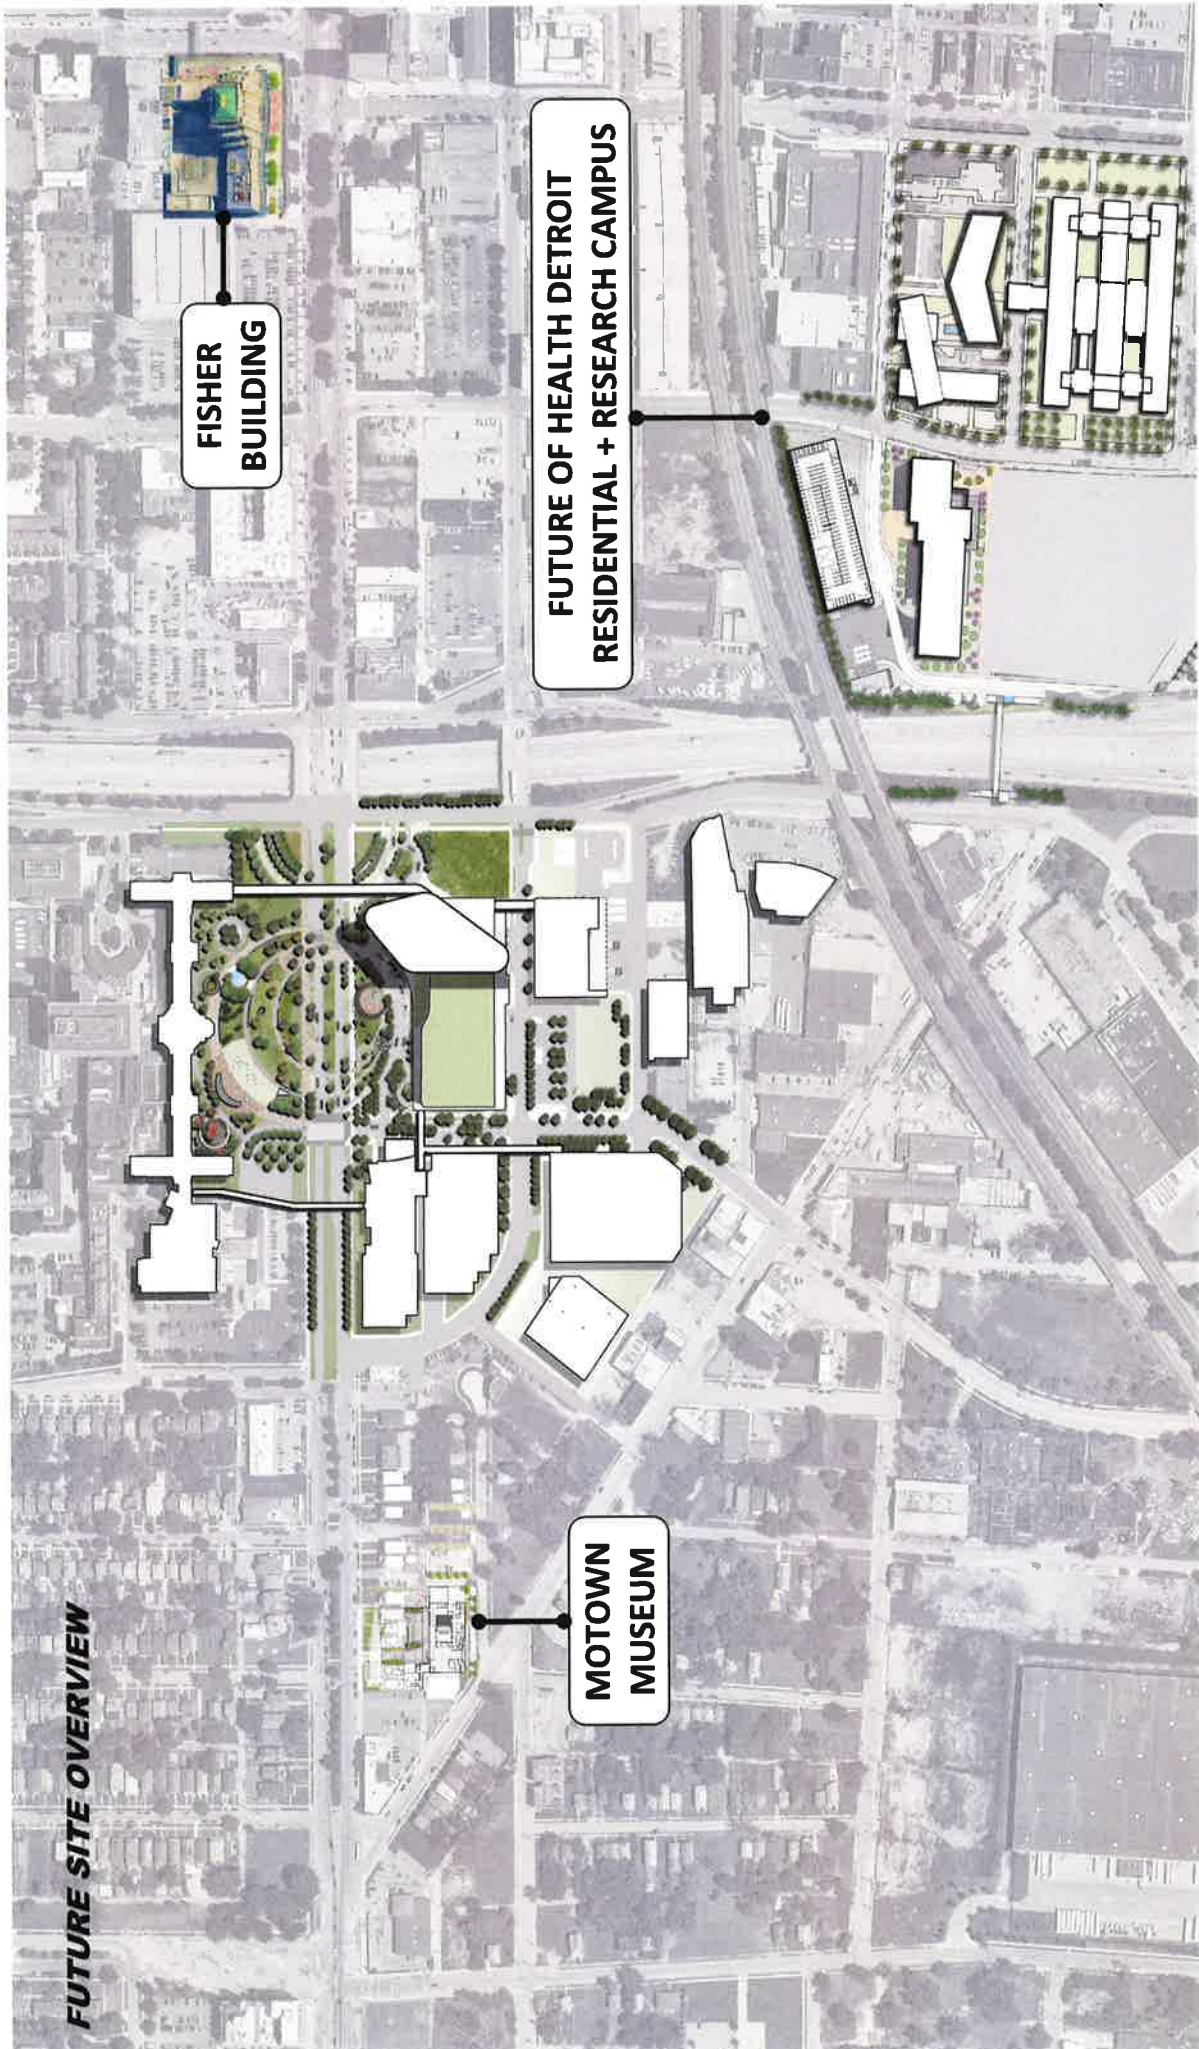 FUTURE SITE OVERVIEW
FISHER
BUILDING
FUTURE OF HEALTH DETROIT
RESIDENTIAL + RESEARCH CAMPUS
MOTOWN
MUSEUM